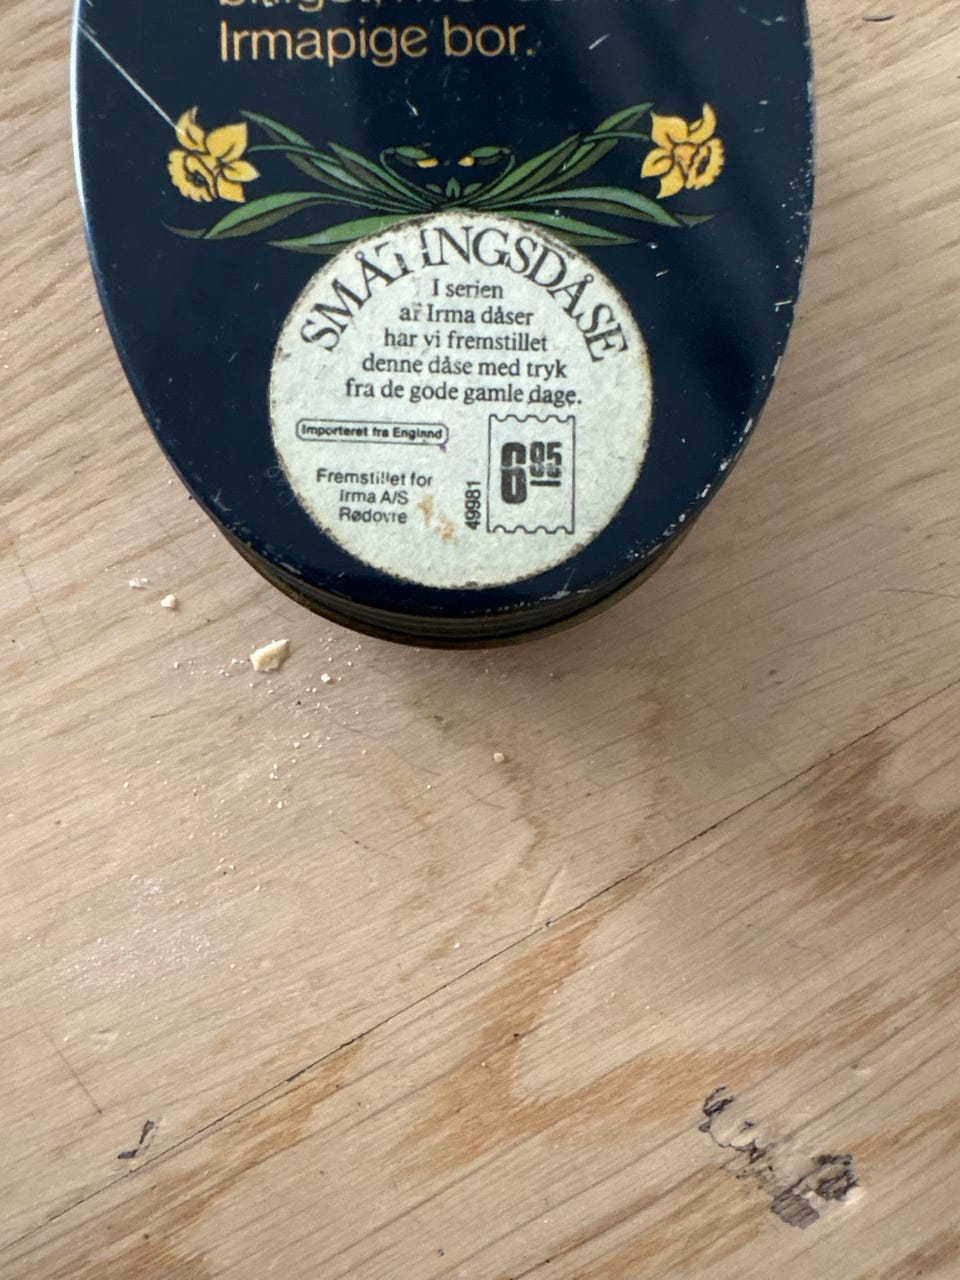 Irmapige bor.
SMÅTINGSDÅSE
I serien
af Irma dåser
har vi fremstillet
denne dåse med tryk
fra de gode gamle dage.
Importeret fra England
Fremstillet for
Irma A/S
Rødovre
49981
6 95